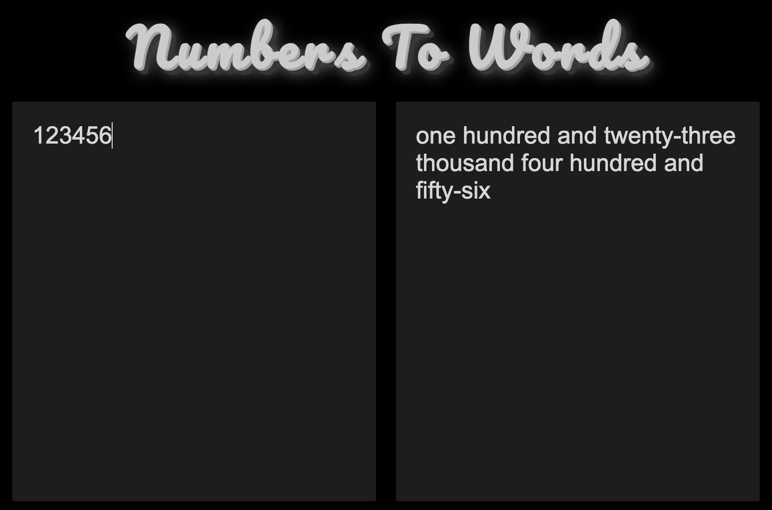 Numbers To Words
123456
one hundred and twenty-three
thousand four hundred and
fifty-six